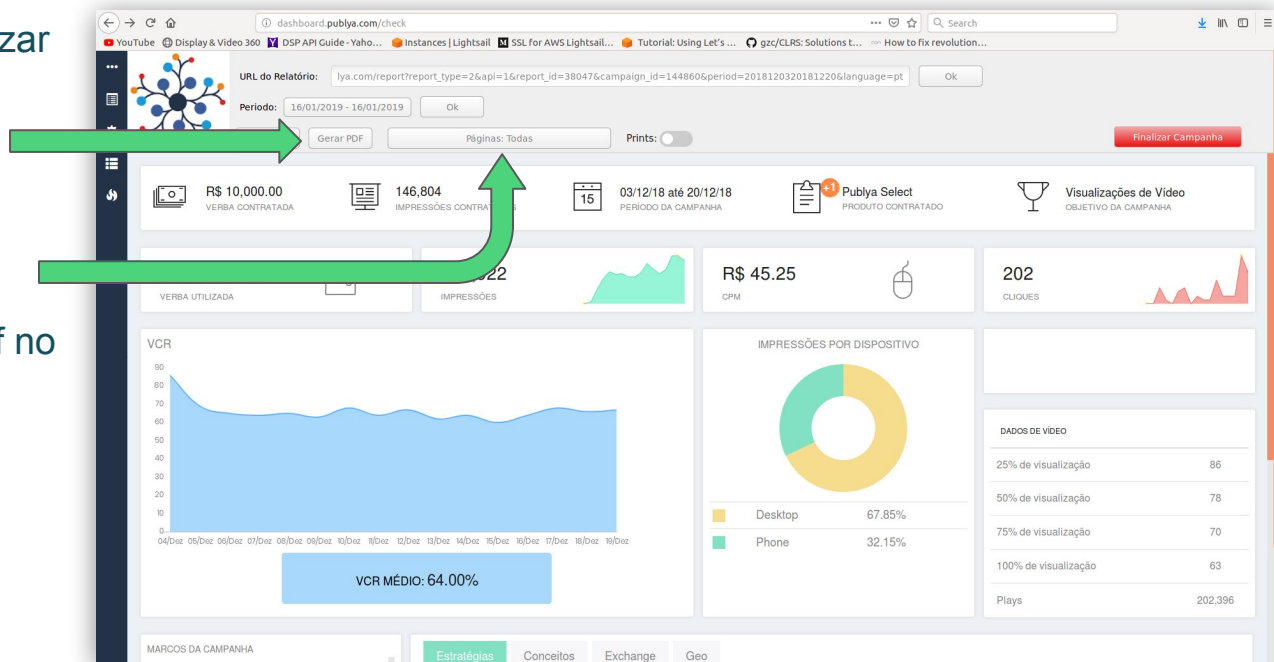 zar
f no
dashboard.publya.com/check
Search
YouTube Display & Video 360 DSP API Guide - Yaho... Instances | Lightsail SSL for AWS Lightsail... Tutorial: Using Let's ... gzc/CLRS: Solutions t... How to fix revolution...
URL do Relatório: lya.com/report?report_type=2&api=1&report_id=38047&campaign_id=144860&period=2018120320181220&language=pt Ok
Periodo: 16/01/2019 - 16/01/2019 Ok
Gerar PDF Páginas: Todas Prints: Finalizar Campanha
R$ 10,000.00
VERBA CONTRATADA
146,804
IMPRESSÕES
15
03/12/18 até 20/12/18
PERÍODO DA CAMPANHA
+1
Publya Select
PRODUTO CONTRATADO
Visualizações de Vídeo
OBJETIVO DA CAMPANHA
VERBA UTILIZADA
IMPRESSÕES
R$ 45.25
CPM
202
CLIQUES
VCR
90
80
70
60
50
40
30
20
10
0
04/Dez 05/Dez 06/Dez 07/Dez 08/Dez 09/Dez 10/Dez 11/Dez 12/Dez 13/Dez 14/Dez 15/Dez 16/Dez 17/Dez 18/Dez 19/Dez
VCR MÉDIO: 64.00%
IMPRESSÕES POR DISPOSITIVO
Desktop 67.85%
Phone 32.15%
DADOS DE VÍDEO
25% de visualização 86
50% de visualização 78
75% de visualização 70
100% de visualização 63
Plays 202,396
MARCOS DA CAMPANHA
Estratégias Conceitos Exchange Geo